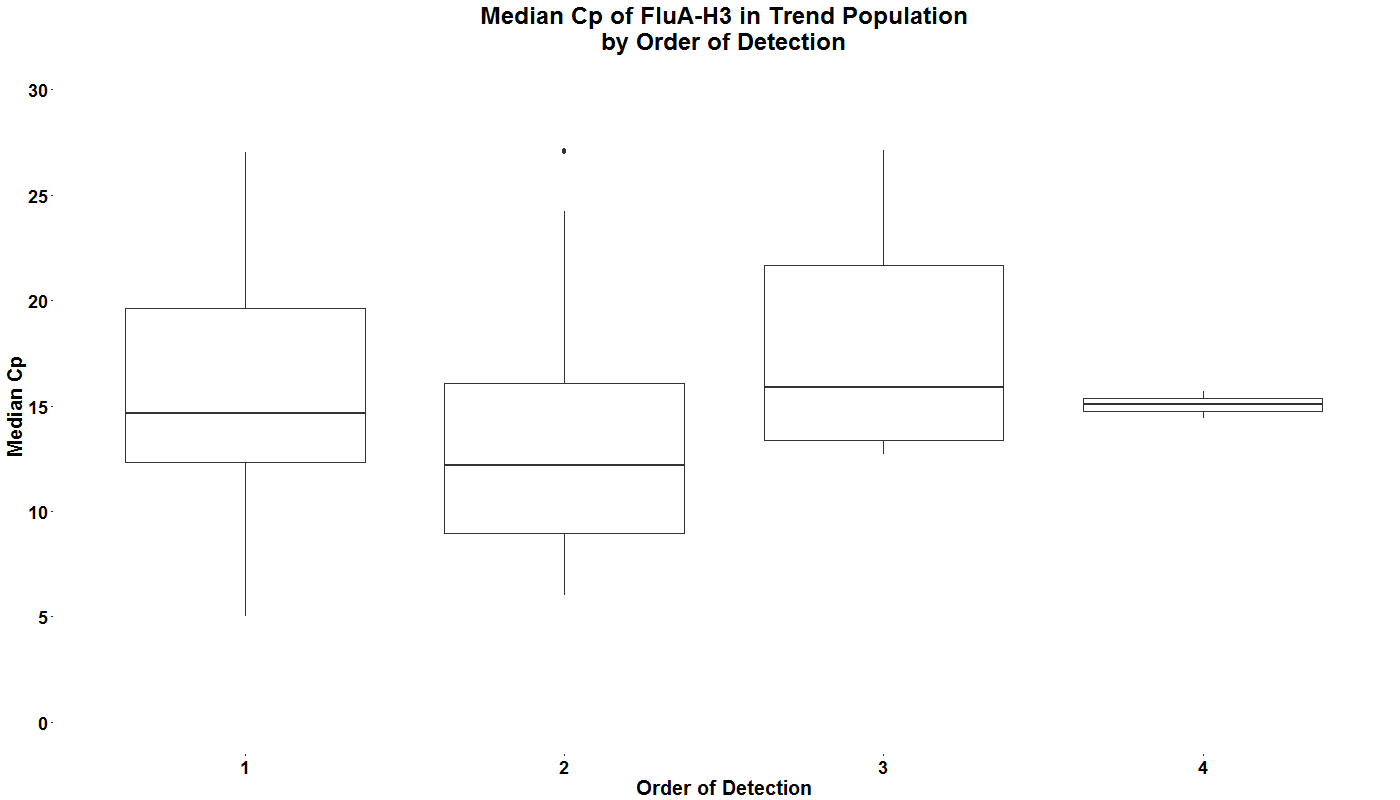 Median Cp of FluA-H3 in Trend Population
by Order of Detection
30
25
20
15
10
5
0
Median Cp
1 2 3 4
Order of Detection